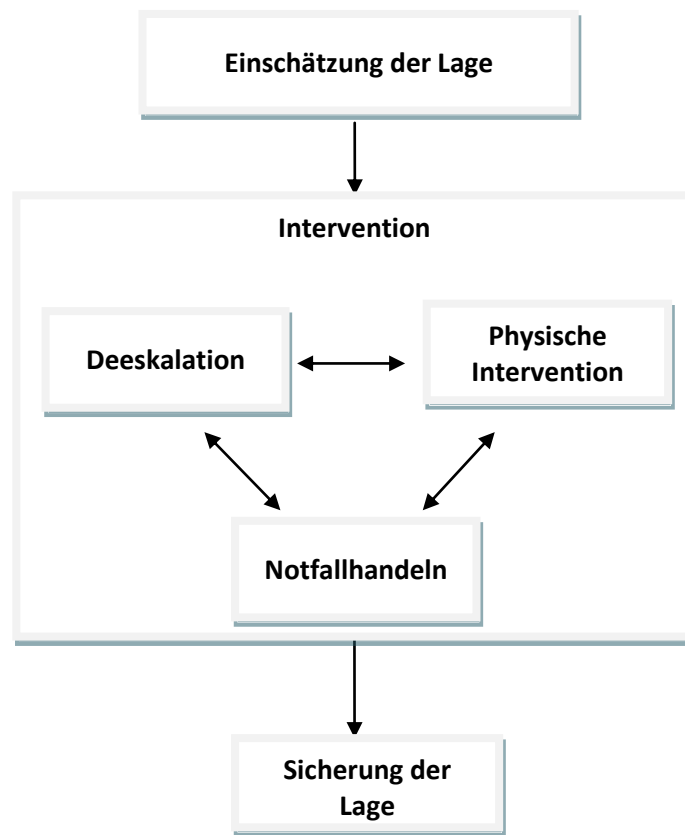 Einschätzung der Lage
Intervention
Deeskalation
Physische
Intervention
Notfallhandeln
Sicherung der
Lage